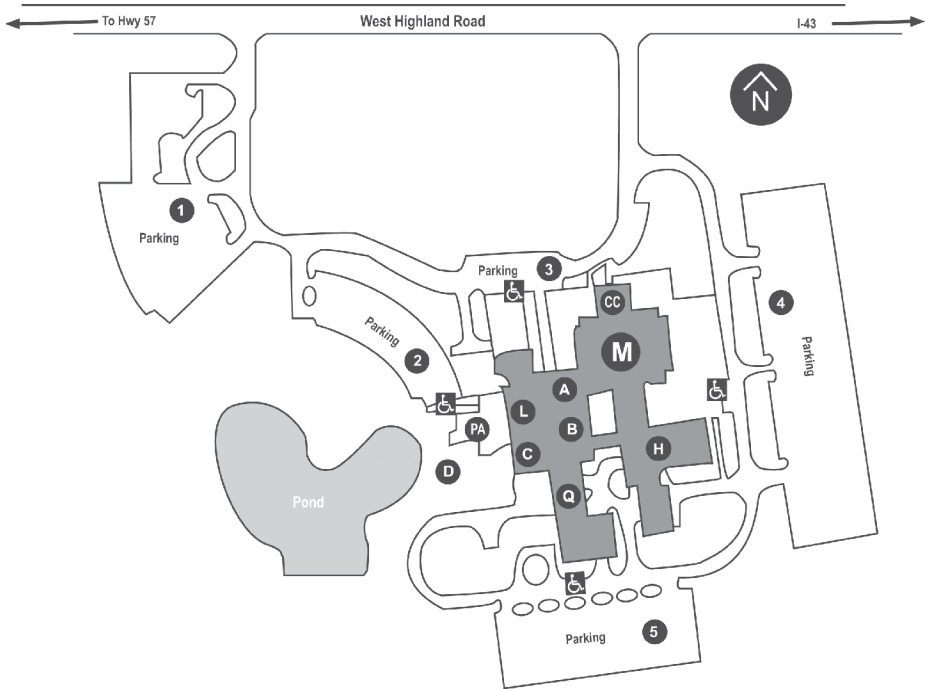 To Hwy 57
West Highland Road
I-43
N
1
Parking
Parking
3
CC
4
Parking
M
Parking
2
A
L
PA
B
C
H
D
Q
Pond
Parking
5